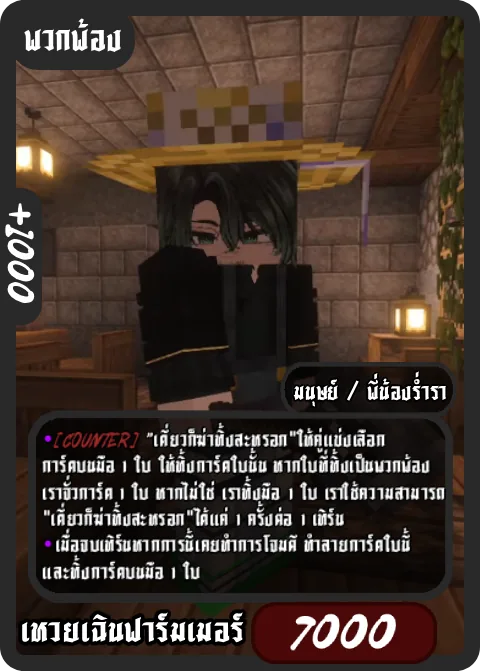 พวกพ้อง
+1000
มนุษย์ / พี่น้องร่ำรา
•[COUNTER] "เดี๋ยวก็ฆ่าทิ้งสะหรอก"ให้คู่แข่งเลือก
การ์ดบนมือ 1 ใบ ให้ทิ้งการ์ดใบนั้น หากใบที่ทิ้งเป็นพวกพ้อง
เราจั่วการ์ด 1 ใบ หากไม่ใช่ เราทิ้งมือ 1 ใบ เราใช้ความสามารถ
"เดี๋ยวก็ฆ่าทิ้งสะหรอก"ได้แค่ 1 ครั้งต่อ 1 เทิร์น
•เมื่อจบเทิร์นหากการ์นี้เคยทำการโจมตี ทำลายการ์ดใบนี้
และทิ้งการ์ดบนมือ 1 ใบ
เหวยเฉินฟาร์มเมอร์
7000